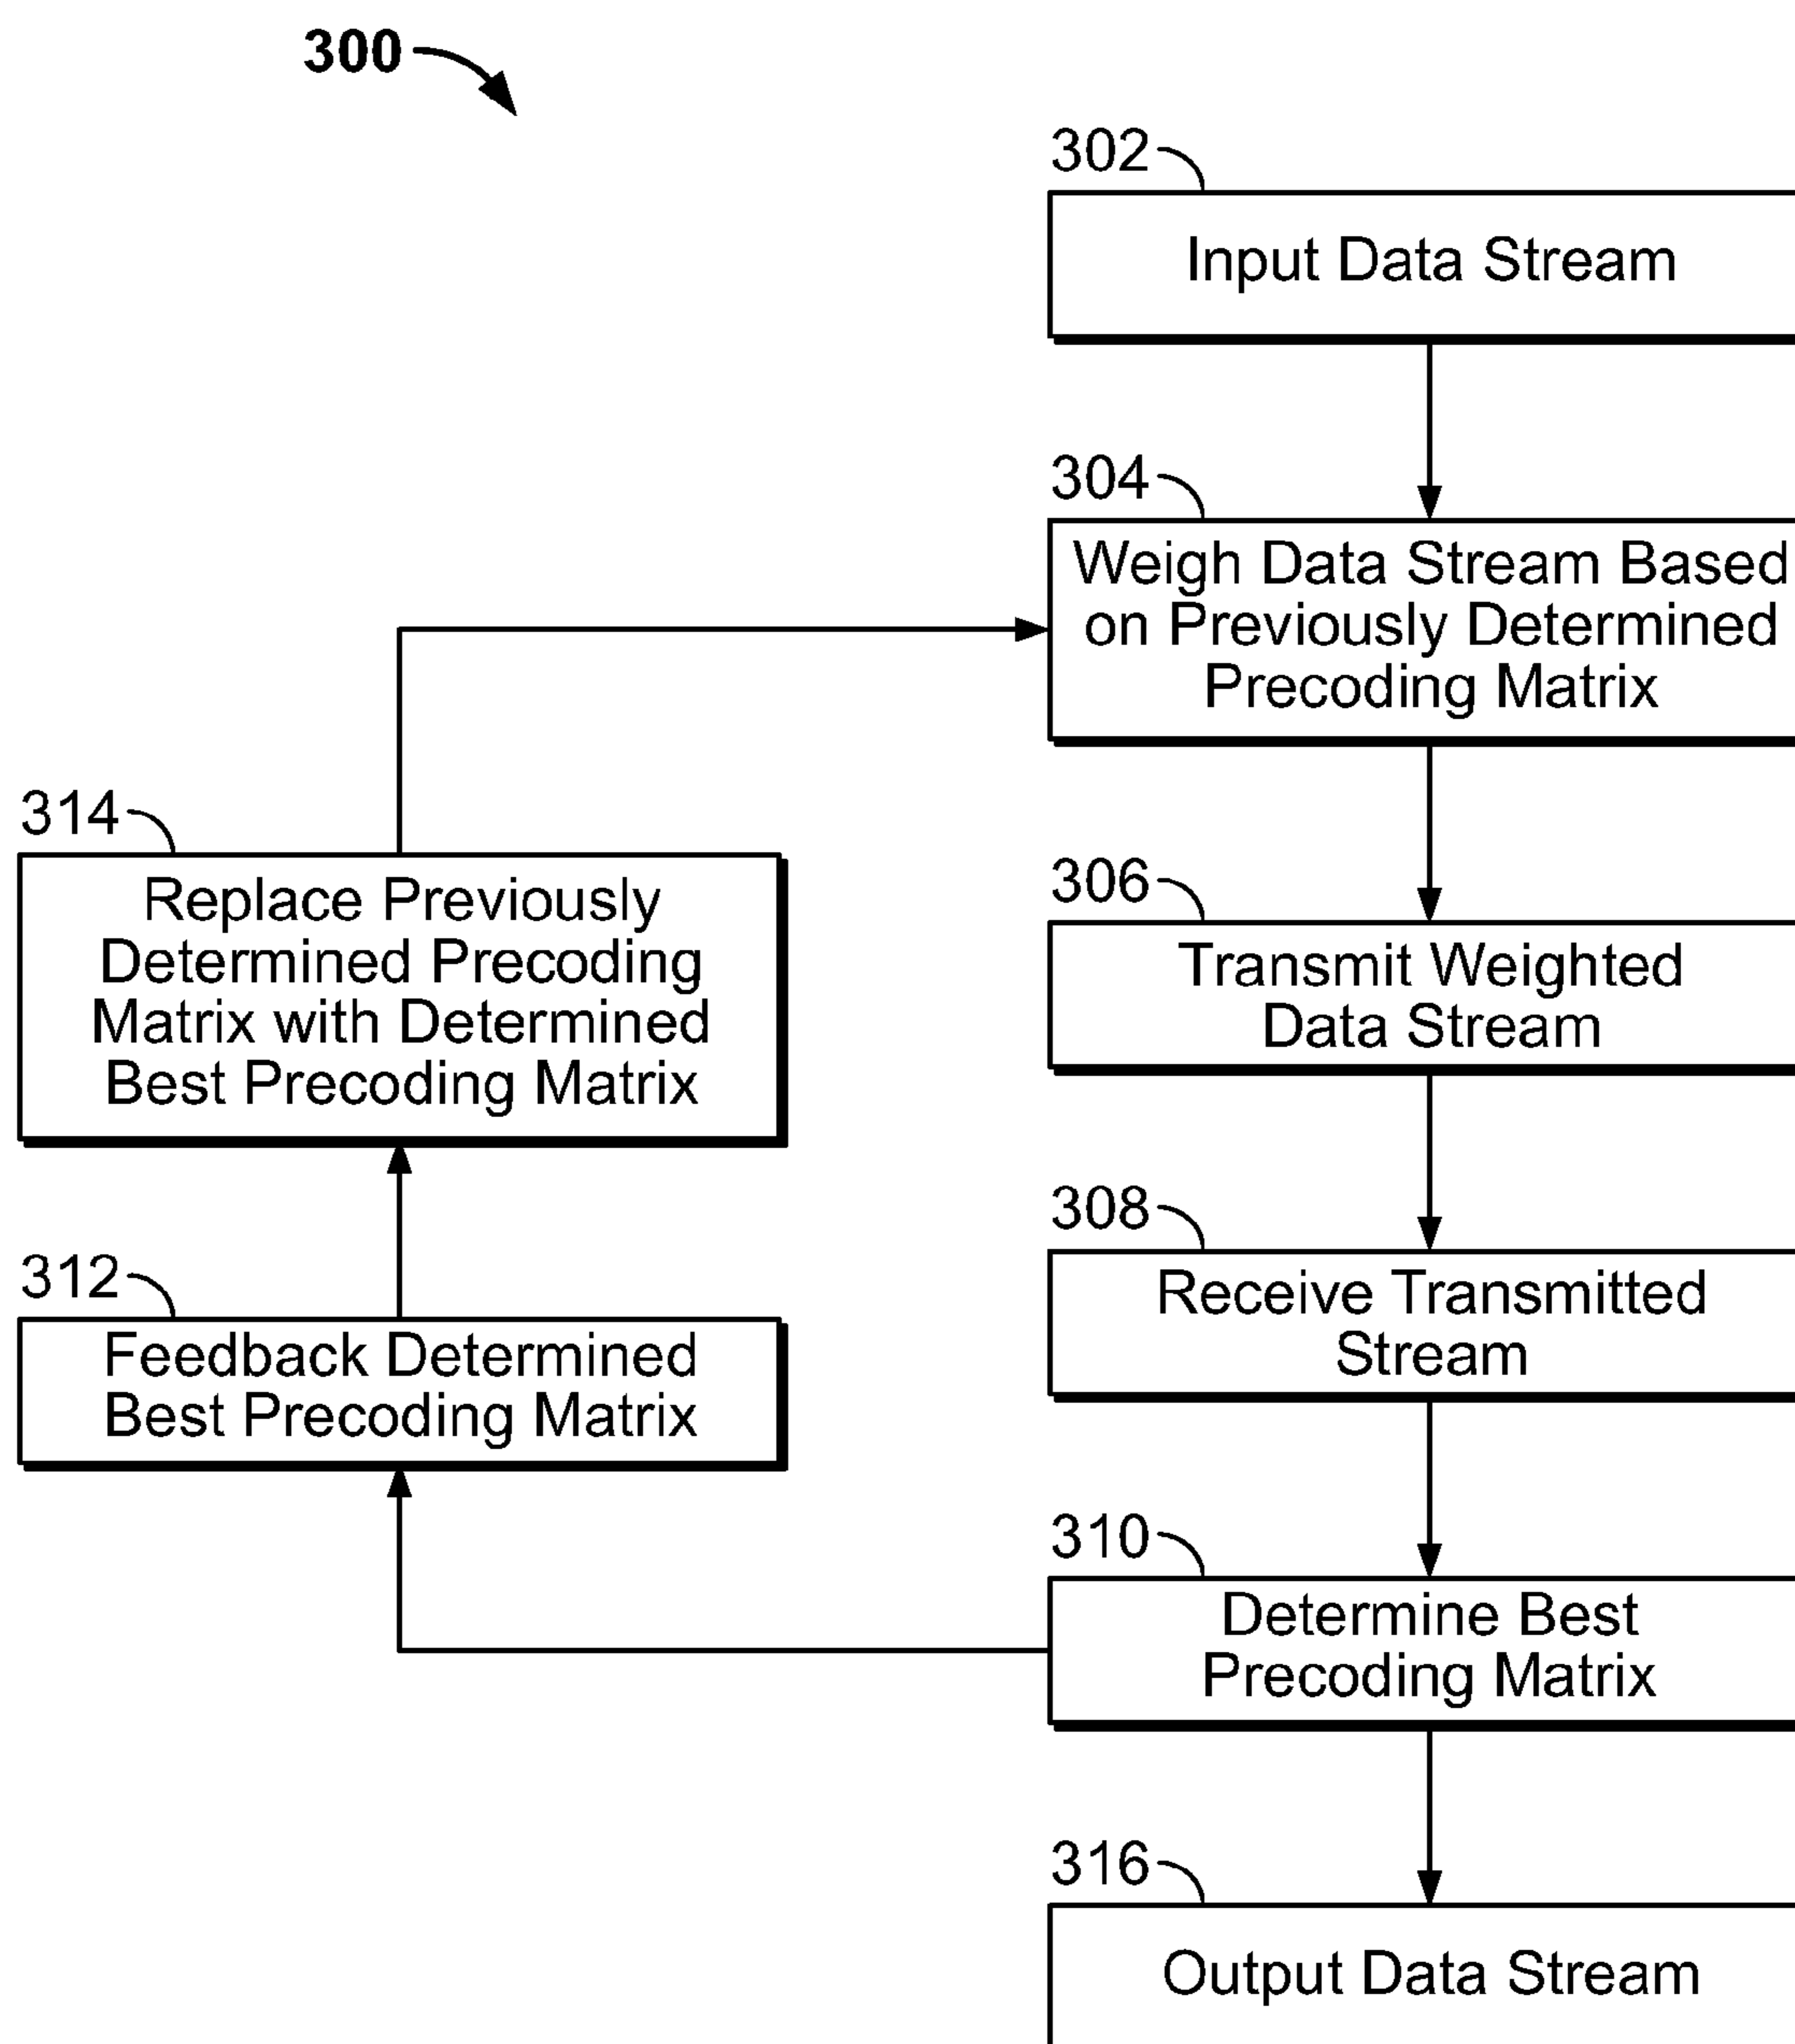 300
302
Input Data Stream
304
Weigh Data Stream Based
on Previously Determined
Precoding Matrix
314
Replace Previously
Determined Precoding
Matrix with Determined
Best Precoding Matrix
306
Transmit Weighted
Data Stream
308
Receive Transmitted
Stream
312
Feedback Determined
Best Precoding Matrix
310
Determine Best
Precoding Matrix
316
Output Data Stream